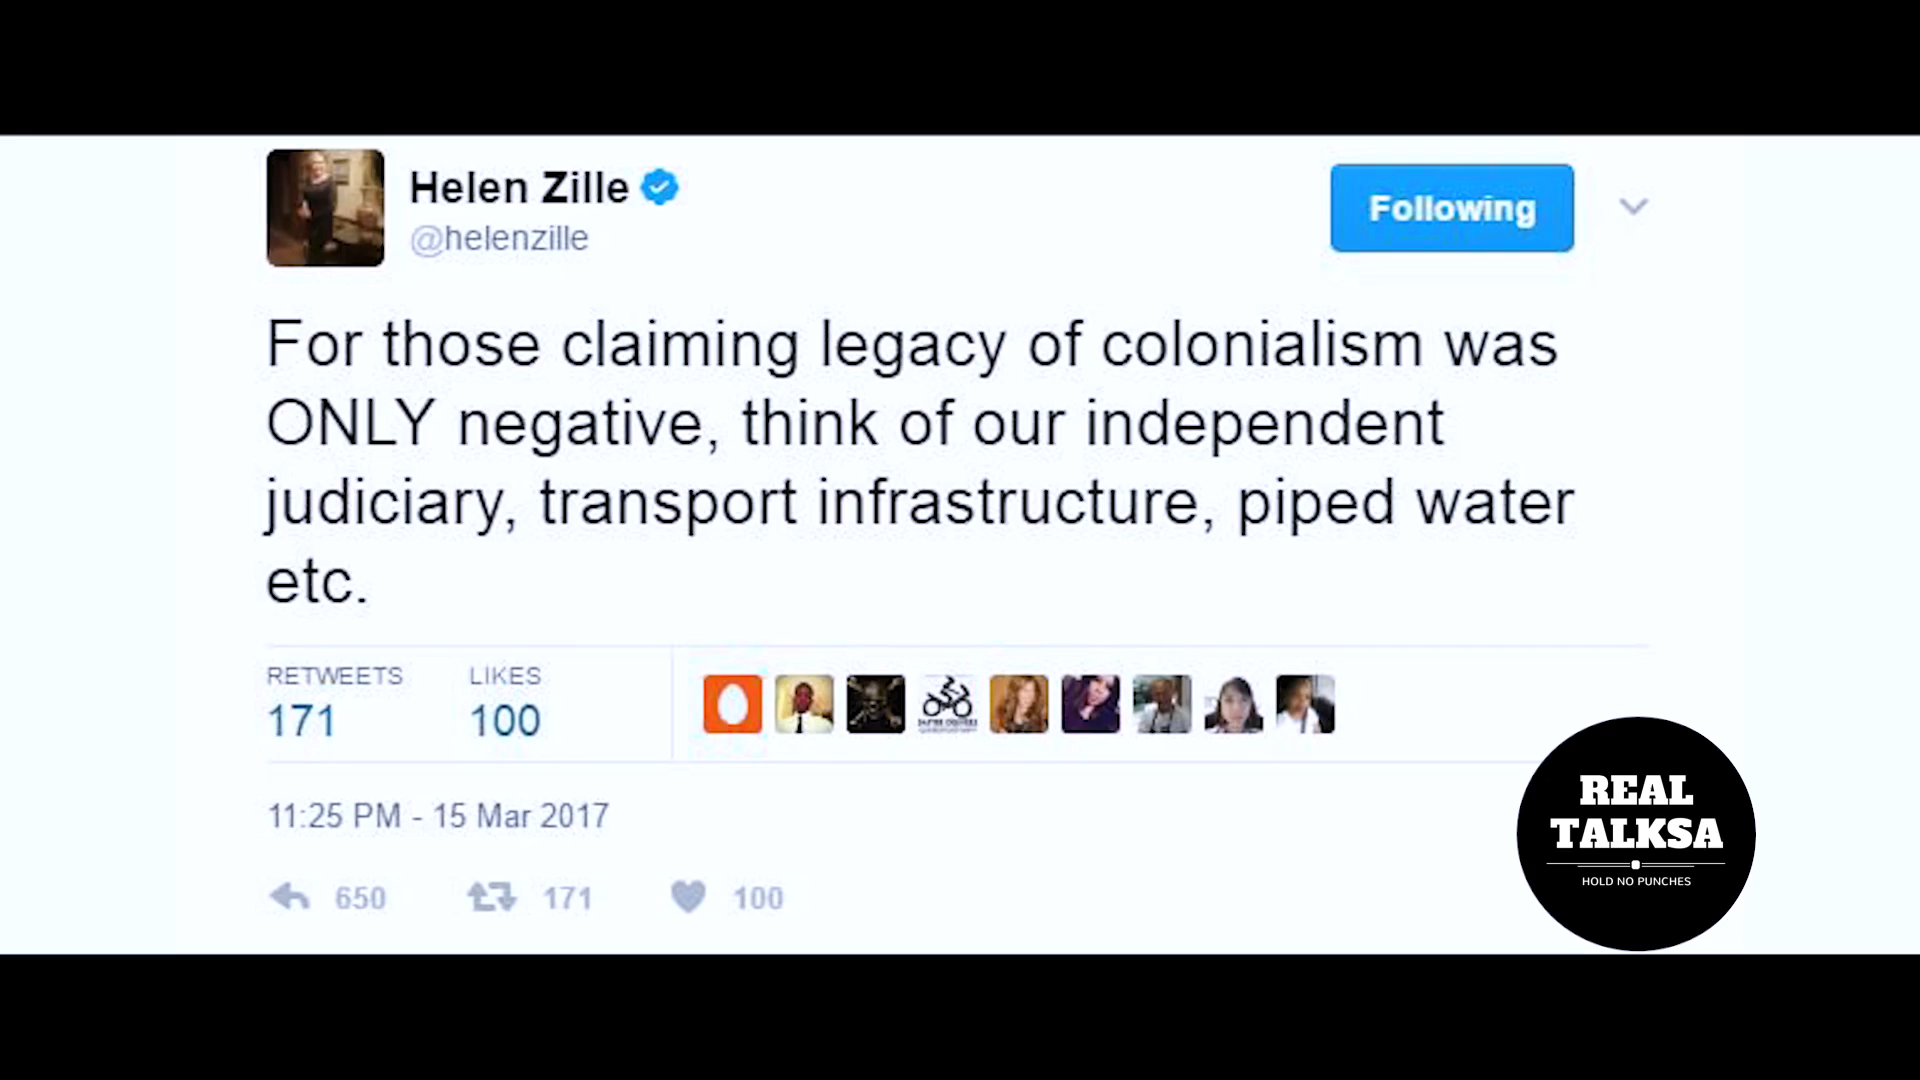 Helen Zille
@helenzille
Following
For those claiming legacy of colonialism was
ONLY negative, think of our independent
judiciary, transport infrastructure, piped water
etc.
RETWEETS LIKES
171 100
11:25 PM - 15 Mar 2017
650 171 100
REAL
TALKSA
HOLD NO PUNCHES